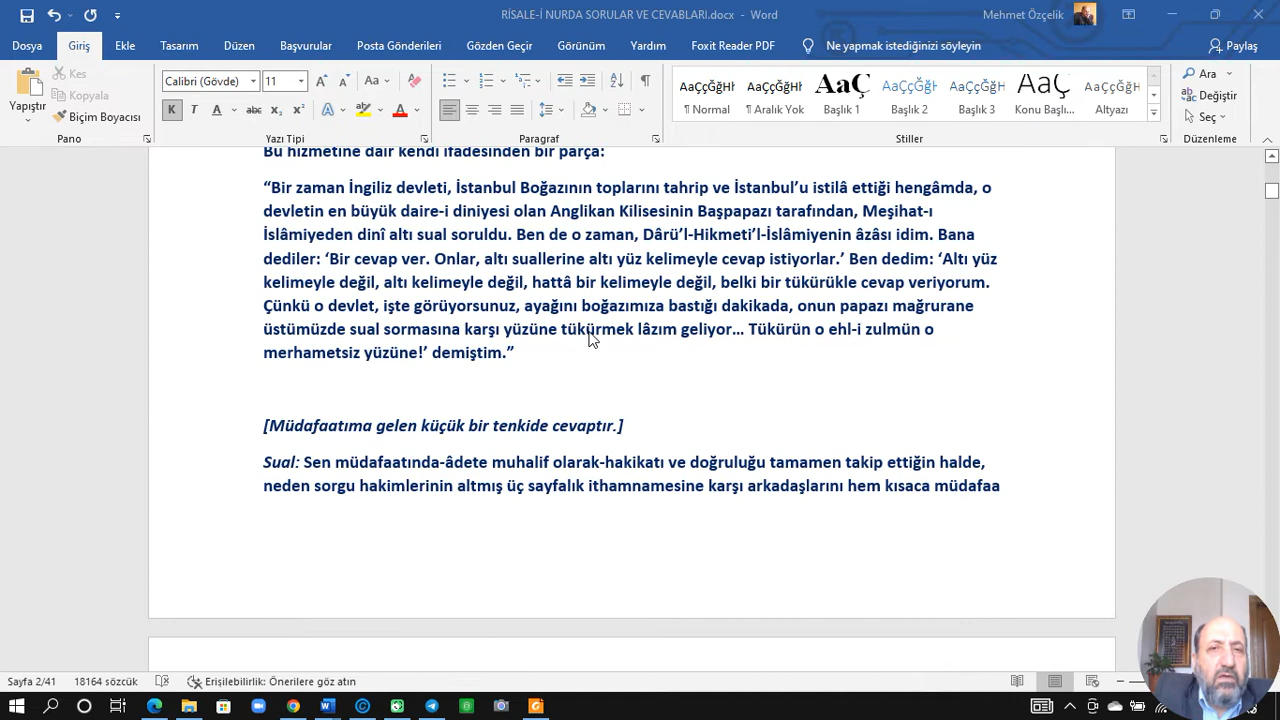 RİSALE-İ NURDA SORULAR VE CEVABLARI.docx - Word
Mehmet Özçelik
Dosya Giriş Ekle Tasarım Düzen Başvurular Posta Gönderileri Gözden Geçir Görünüm Yardım Foxit Reader PDF Ne yapmak istediğinizi söyleyin Paylaş
Yapıştır
Kes
Kopyala
Biçim Boyacısı
Pano
Calibri (Gövde) 11
Yazı Tipi
Paragraf
AaÇçĞğHh AaÇçĞğHh AaÇ AaÇçĞğH AaÇçĞğH AaÇçĞğH AaÇçĞğH
¶ Normal ¶ Aralık Yok Başlık 1 Başlık 2 Başlık 3 Konu Başlı... Altyazı
Stiller
Ara
Değiştir
Seç
Düzenleme
Bu hizmetine dair kendi ifadesinden bir parça:
“Bir zaman İngiliz devleti, İstanbul Boğazının toplarını tahrip ve İstanbul’u istilâ ettiği hengâmda, o
devletin en büyük daire-i diniyesi olan Anglikan Kilisesinin Başpapazı tarafından, Meşihat-ı
İslâmiyeden dinî altı sual soruldu. Ben de o zaman, Dârü’l-Hikmeti’l-İslâmiyenin âzâsı idim. Bana
dediler: ‘Bir cevap ver. Onlar, altı suallerine altı yüz kelimeyle cevap istiyorlar.’ Ben dedim: ‘Altı yüz
kelimeyle değil, altı kelimeyle değil, hattâ bir kelimeyle değil, belki bir tükürükle cevap veriyorum.
Çünkü o devlet, işte görüyorsunuz, ayağını boğazımıza bastığı dakikada, onun papazı mağrurane
üstümüzde sual sormasına karşı yüzüne tükürmek lâzım geliyor… Tükürün o ehl-i zulmün o
merhametsiz yüzüne!’ demiştim.”
[Müdafaatıma gelen küçük bir tenkide cevaptır.]
Sual: Sen müdafaatında-âdete muhalif olarak-hakikatı ve doğruluğu tamamen takip ettiğin halde,
neden sorgu hakimlerinin altmış üç sayfalık ithamnamesine karşı arkadaşlarını hem kısaca müdafaa
Sayfa 2/41 18164 sözcük Erişilebilirlik: Önerilere göz atın